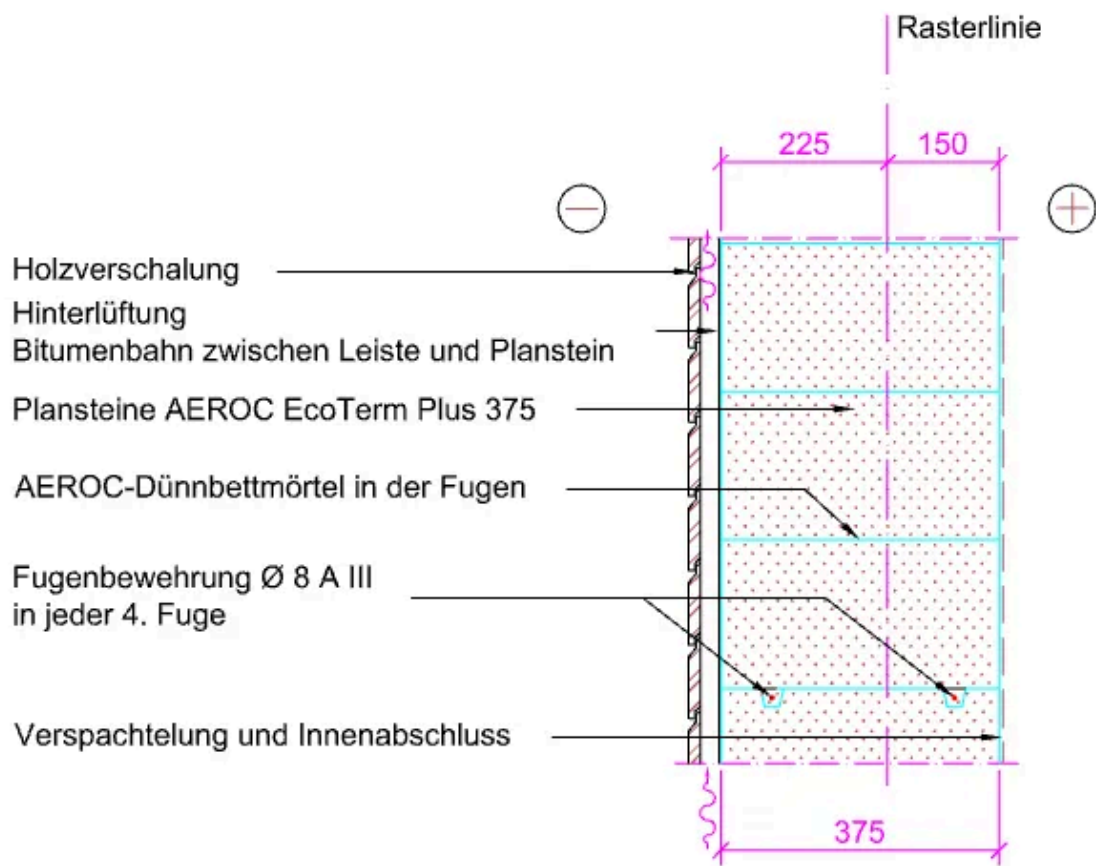 Rasterlinie
225
150
Holzverschalung
Hinterlüftung
Bitumenbahn zwischen Leiste und Planstein
Plansteine AEROC EcoTerm Plus 375
AEROC-Dünnbettmörtel in der Fugen
Fugenbewehrung Ø 8 A III
in jeder 4. Fuge
Verspachtelung und Innenabschluss
375